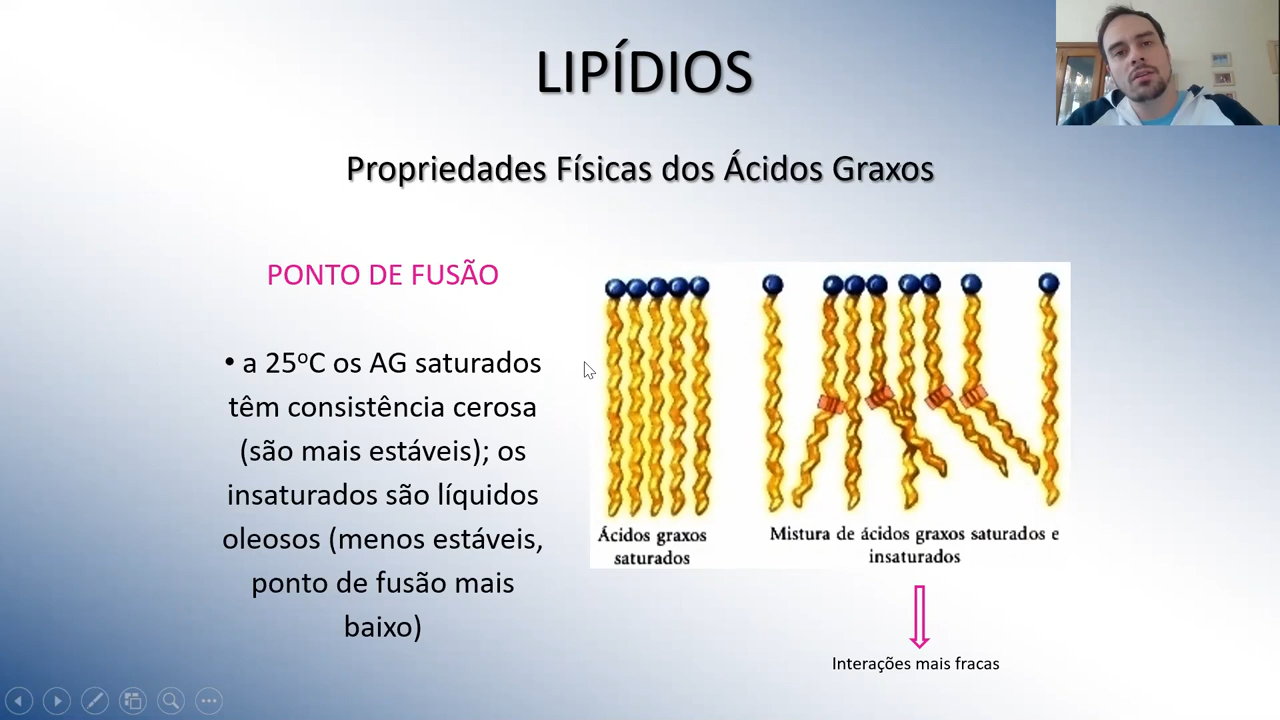 LIPÍDIOS
Propriedades Físicas dos Ácidos Graxos
PONTO DE FUSÃO
• a 25ºC os AG saturados
têm consistência cerosa
(são mais estáveis); os
insaturados são líquidos
oleosos (menos estáveis,
ponto de fusão mais
baixo)
Ácidos graxos
saturados
Mistura de ácidos graxos saturados e
insaturados
Interações mais fracas